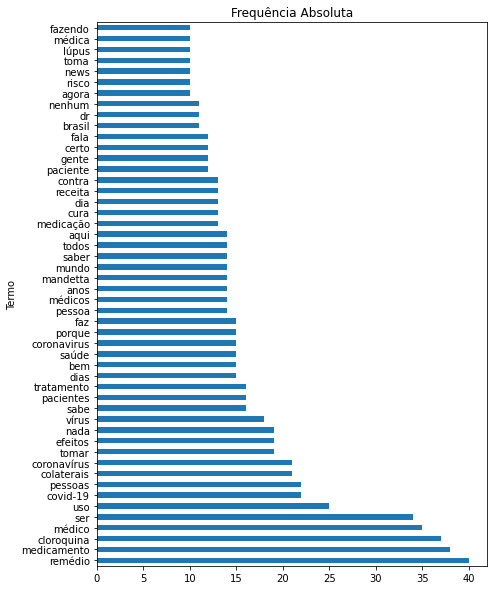 Frequência Absoluta
Termo
fazendo
médica
lúpus
toma
news
risco
agora
nenhum
dr
brasil
fala
certo
gente
paciente
contra
receita
dia
cura
medicação
aqui
todos
saber
mundo
mandetta
anos
médicos
pessoa
faz
porque
coronavirus
saúde
bem
dias
tratamento
pacientes
sabe
vírus
nada
efeitos
tomar
coronavírus
colaterais
pessoas
covid-19
uso
ser
médico
cloroquina
medicamento
remédio
0 5 10 15 20 25 30 35 40